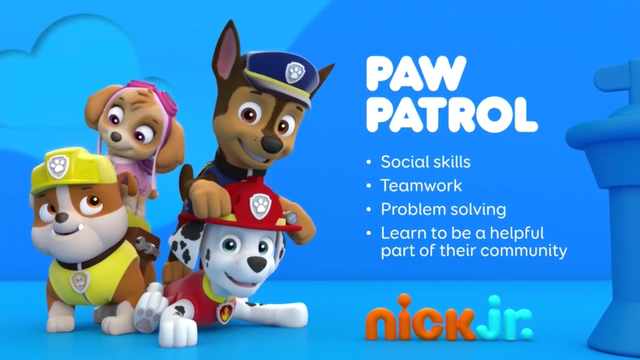 PAW
PATROL
• Social skills
• Teamwork
• Problem solving
• Learn to be a helpful
part of their community
nick jr.